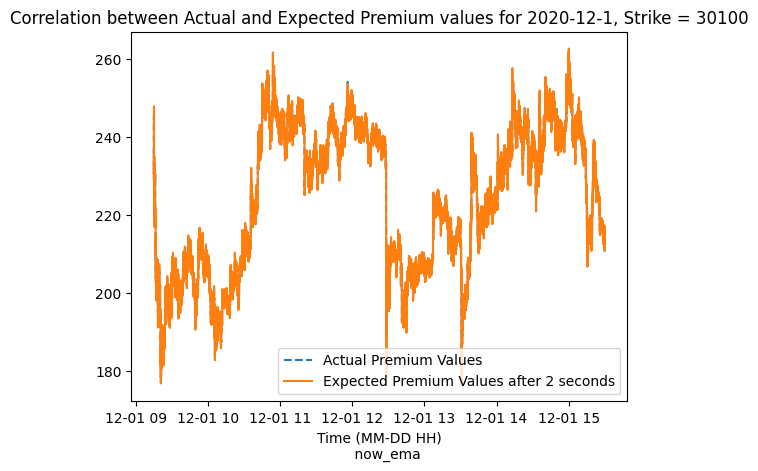 Correlation between Actual and Expected Premium values for 2020-12-1, Strike = 30100
260
240
220
200
180
Actual Premium Values
Expected Premium Values after 2 seconds
12-01 09 12-01 10 12-01 11 12-01 12 12-01 13 12-01 14 12-01 15
Time (MM-DD HH)
now_ema